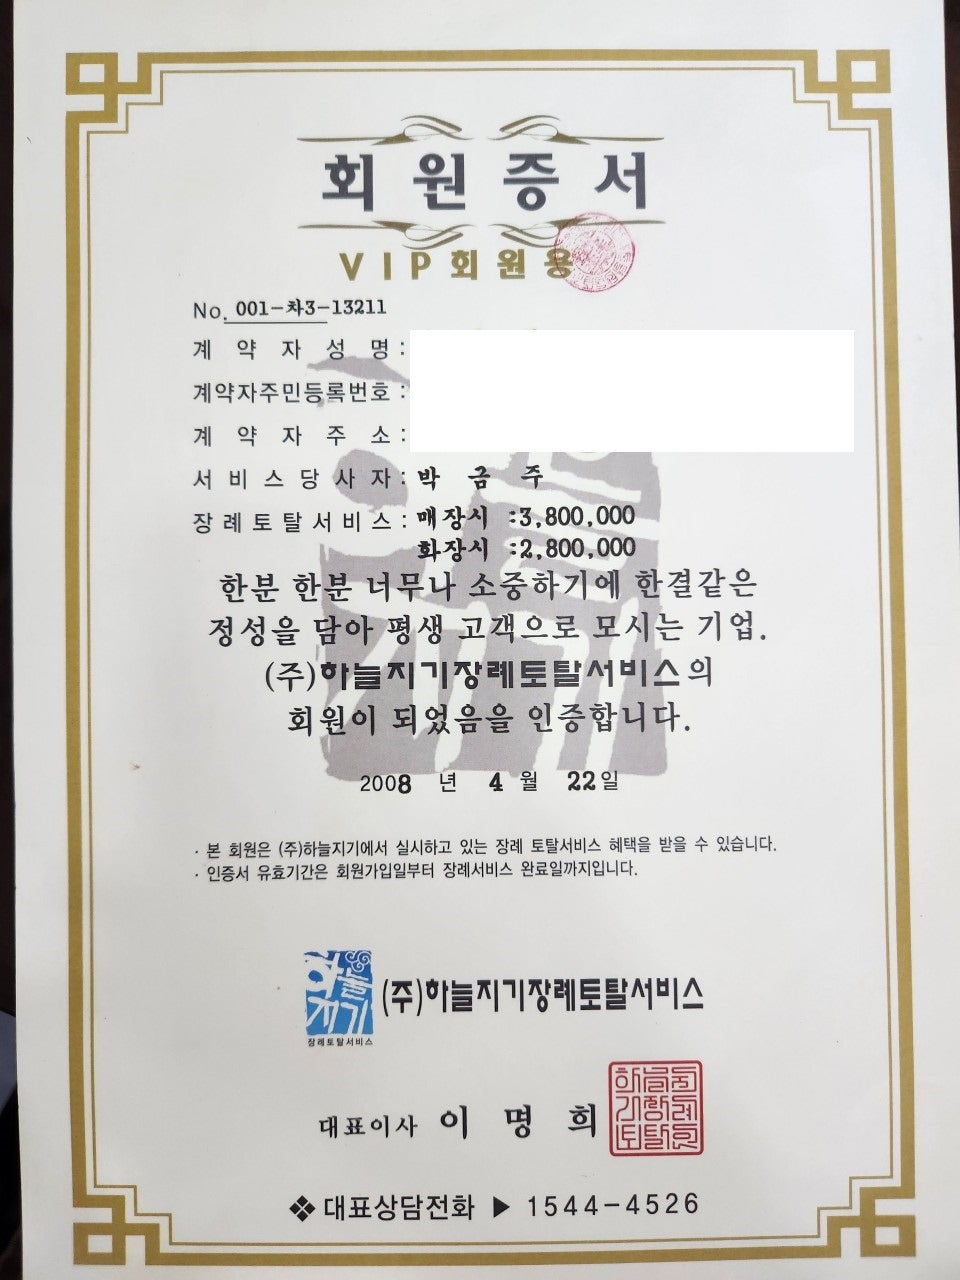 회원증서
VIP회원용
No. 001-차3-13211
계약자성명:
계약자주민등록번호:
계약자주소:
서비스당사자: 박 금 주
장례토탈서비스: 매장시 :3,800,000
화장시 :2,800,000
한분 한분 너무나 소중하기에 한결같은
정성을 담아 평생 고객으로 모시는 기업.
(주)하늘지기장례토탈서비스의
회원이 되었음을 인증합니다.
2008 년 4 월 22일
· 본 회원은 (주)하늘지기에서 실시하고 있는 장례 토탈서비스 혜택을 받을 수 있습니다.
· 인증서 유효기간은 회원가입일부터 장례서비스 완료일까지입니다.
하늘
지기
장례토탈서비스
(주)하늘지기장례토탈서비스
대표이사 이 명 희
❖대표상담전화 ▶ 1544-4526